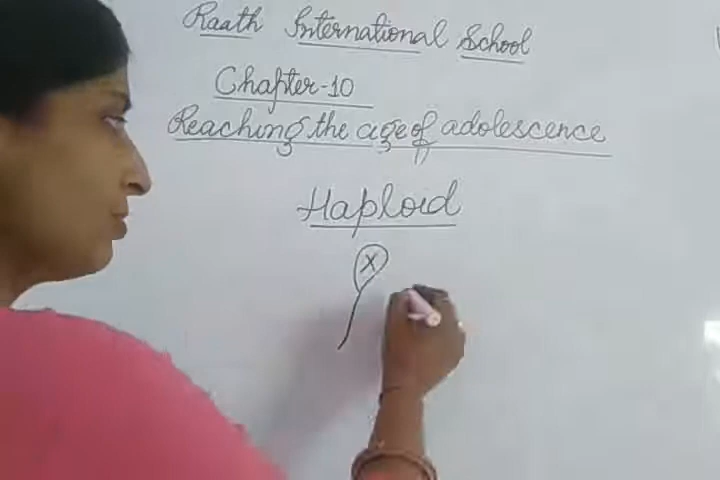 Raath International School
Chapter-10
Reaching the age of adolescence
Haploid
X